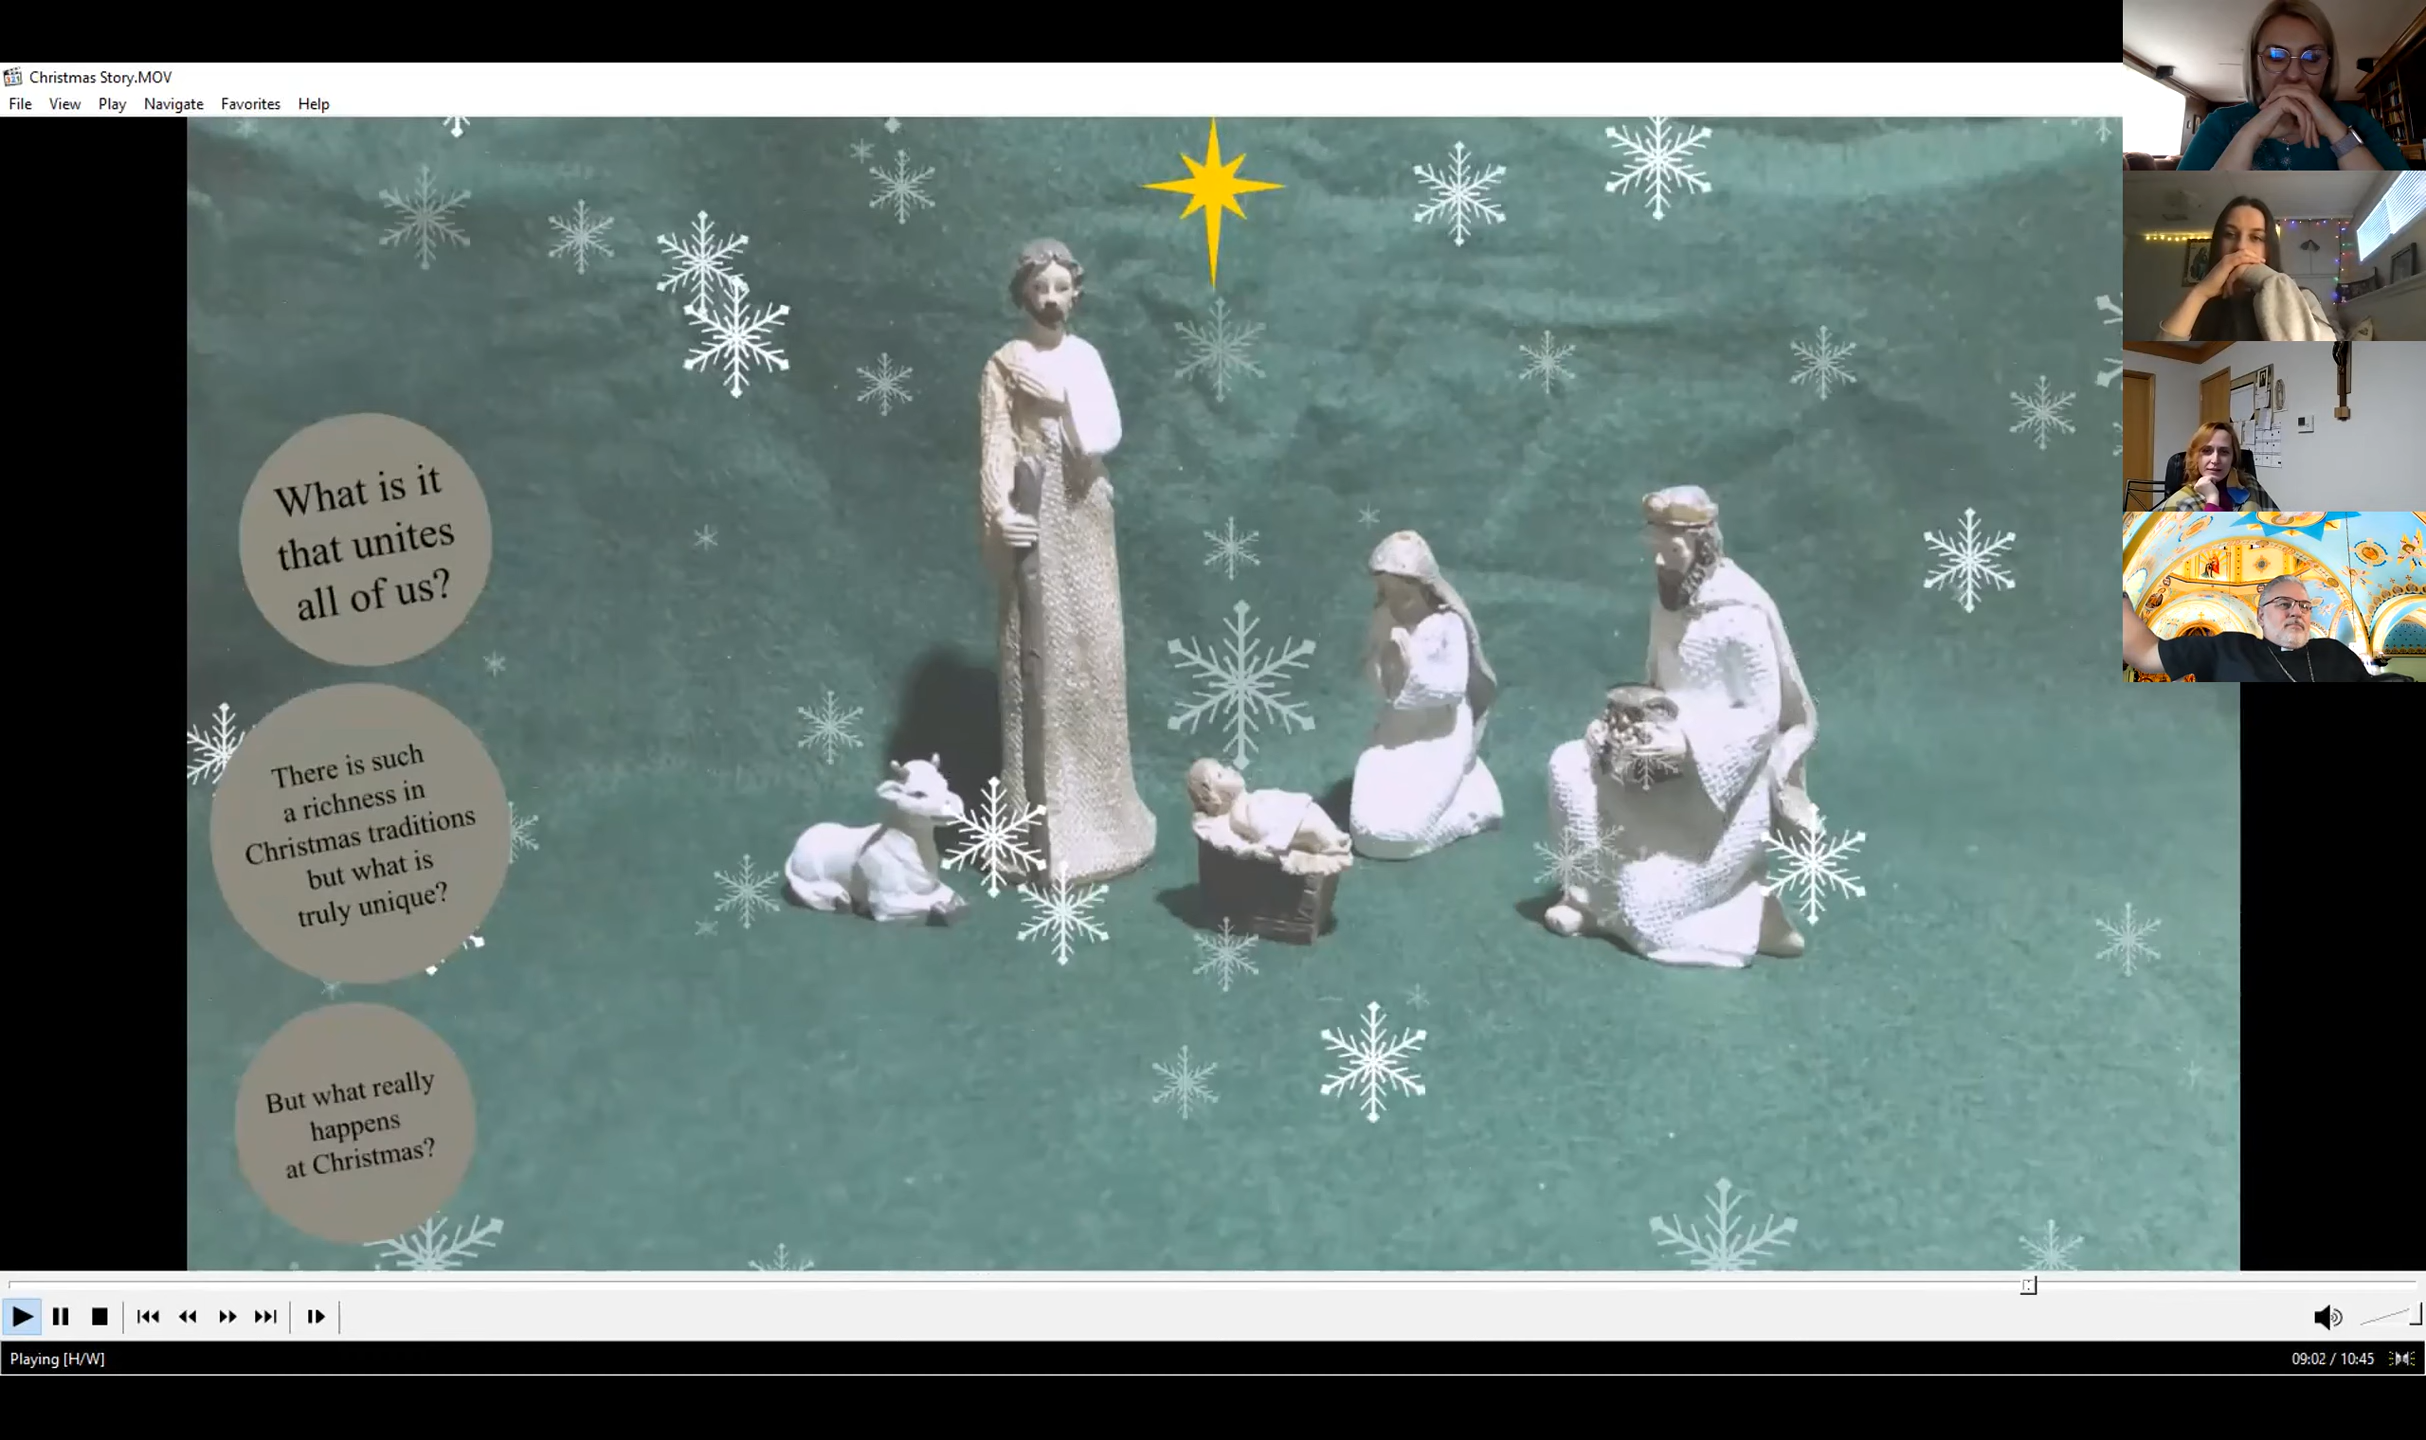 Christmas Story.MOV
File View Play Navigate Favorites Help
What is it
that unites
all of us?
There is such
a richness in
Christmas traditions
but what is
truly unique?
But what really
happens
at Christmas?
Playing [H/W]
09:02 / 10:45